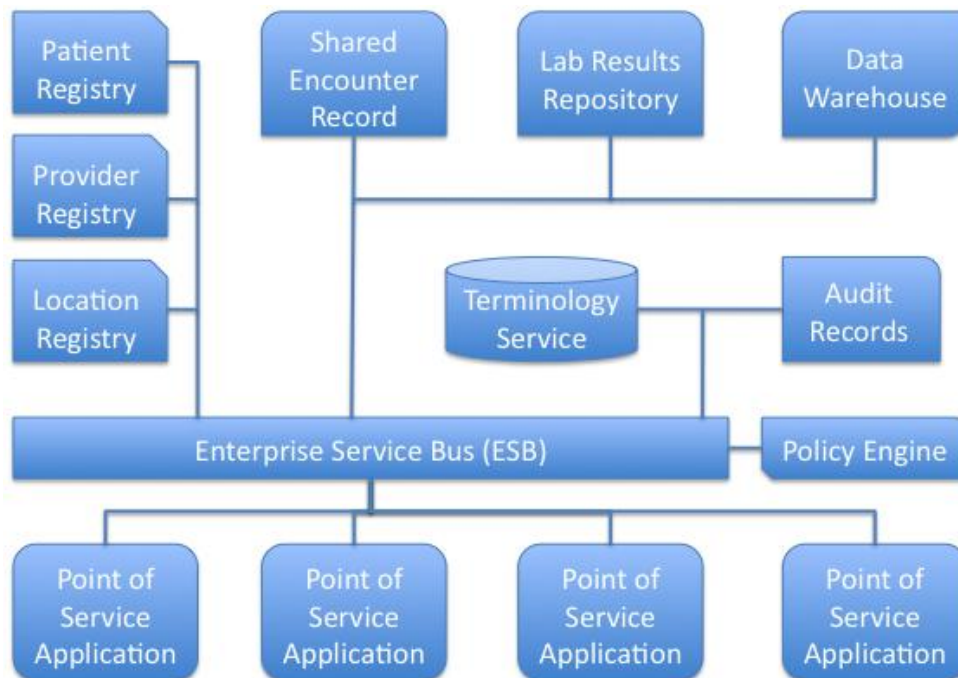 Patient
Registry
Shared
Encounter
Record
Lab Results
Repository
Data
Warehouse
Provider
Registry
Location
Registry
Terminology
Service
Audit
Records
Enterprise Service Bus (ESB)
Policy Engine
Point of
Service
Application
Point of
Service
Application
Point of
Service
Application
Point of
Service
Application